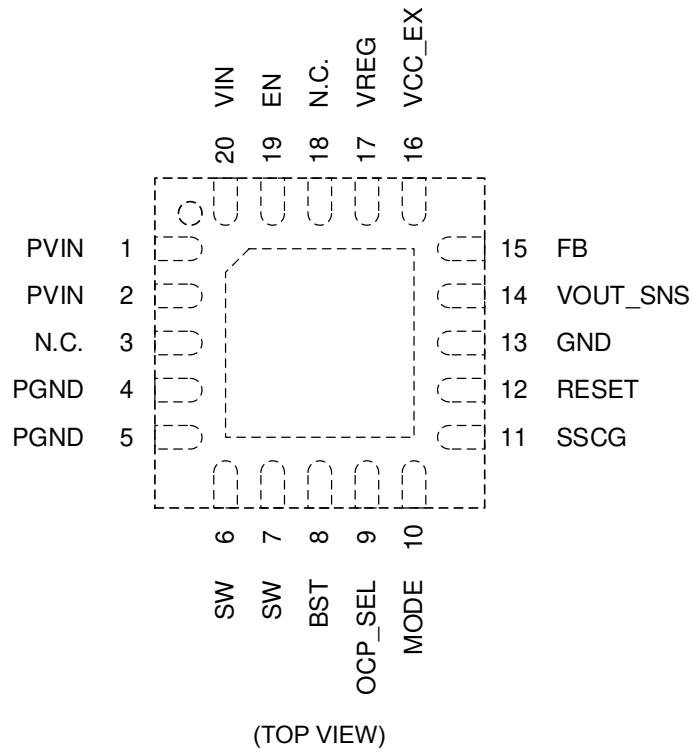 VIN EN N.C. VREG VCC_EX
20 19 18 17 16
PVIN 1
PVIN 2
N.C. 3
PGND 4
PGND 5
15 FB
14 VOUT_SNS
13 GND
12 RESET
11 SSCG
6 7 8 9 10
SW SW BST OCP_SEL MODE
(TOP VIEW)